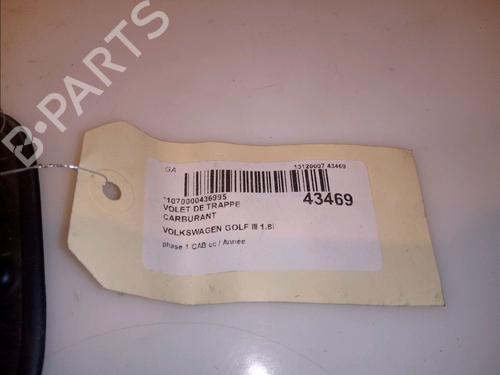 B-PARTS
GA 13120007 43469
*1070000436995 43469
VOLET DE TRAPPE
CARBURANT
VOLKSWAGEN GOLF III 1.6i
phase 1 CAB cc / Année